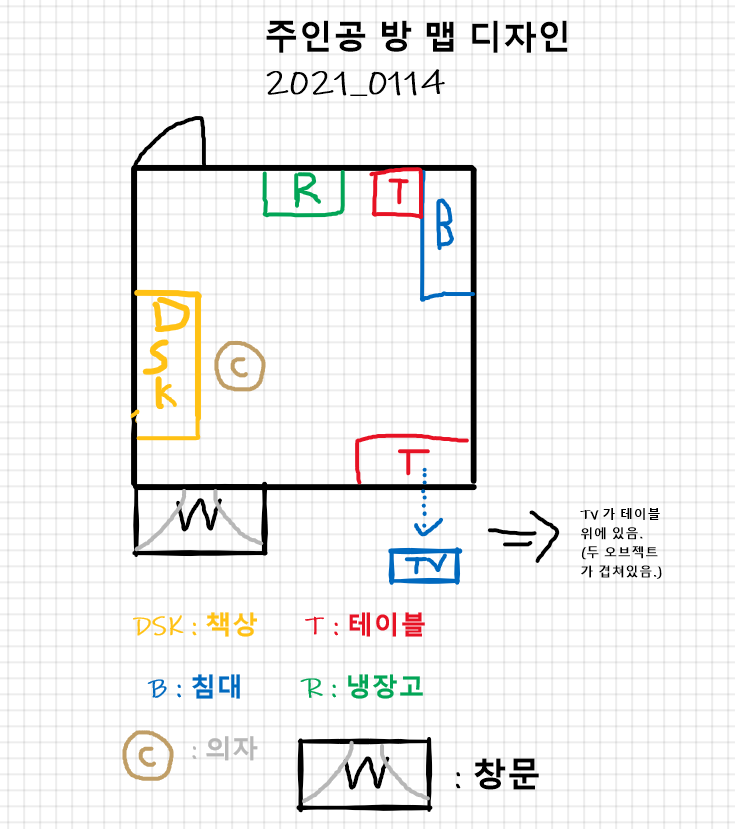 주인공 방 맵 디자인
2021_0114
R
T
B
DSK
C
T
W
TV
TV 가 테이블
위에 있음.
(두 오브젝트
가 겹쳐있음.)
DSK : 책상
T : 테이블
B : 침대
R : 냉장고
C : 의자
W : 창문